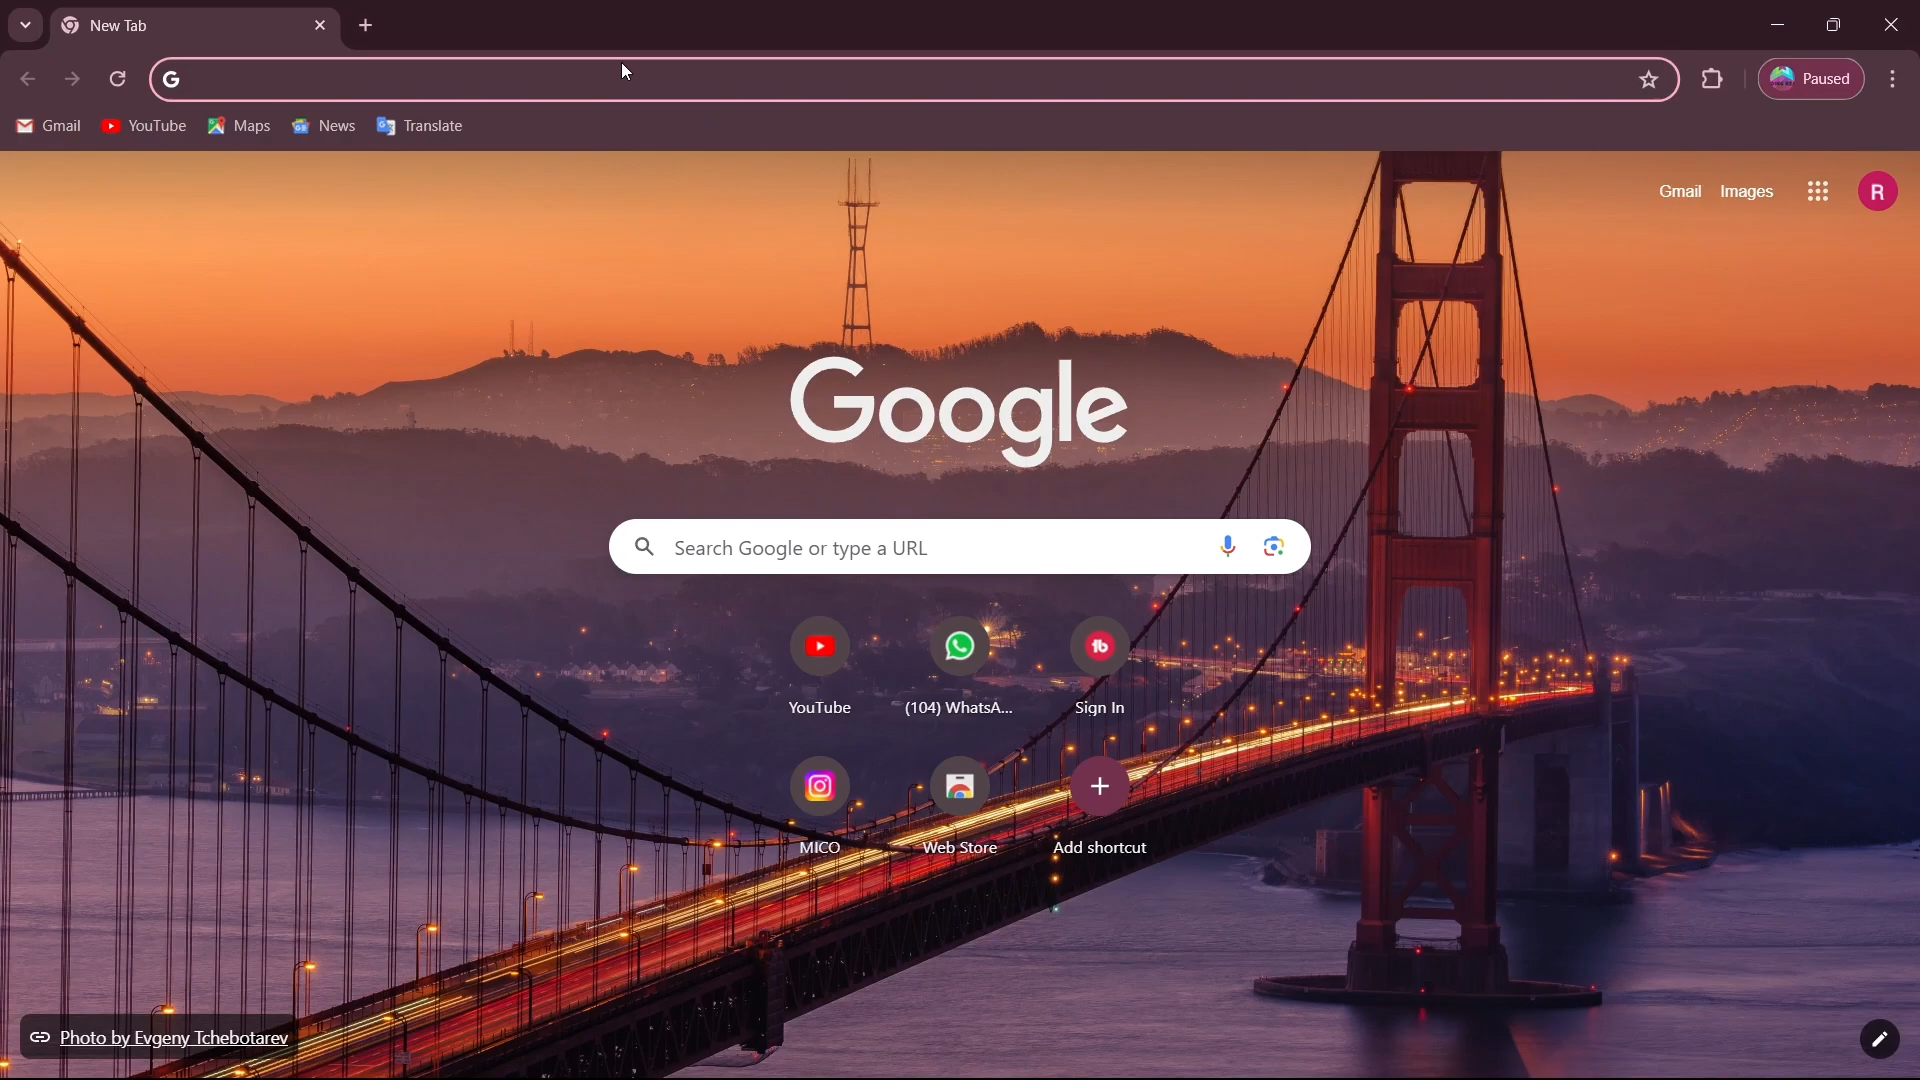 New Tab
G
Paused
Gmail
YouTube
Maps
News
Translate
Gmail
Images
R
Google
Search Google or type a URL
YouTube
(104) WhatsA...
Sign In
MICO
Web Store
Add shortcut
Photo by Evgeny Tchebotarev